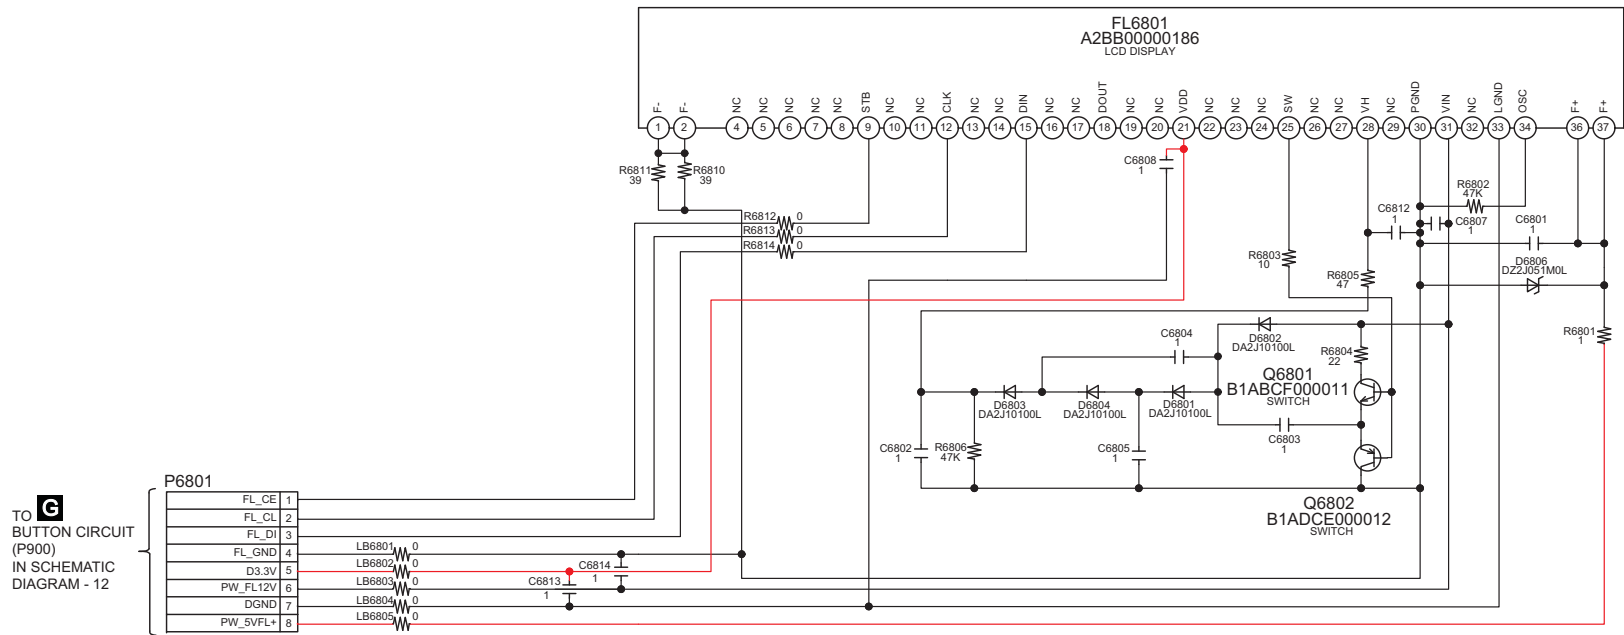 FL6801
A2BB00000186
LCD DISPLAY
F- F- NC NC NC NC NC STB NC NC CLK NC NC DIN NC NC DOUT NC NC VDD NC NC NC SW NC NC VH NC PGND VIN NC LGND OSC F+ F+
1 2 4 5 6 7 8 9 10 11 12 13 14 15 16 17 18 19 20 21 22 23 24 25 26 27 28 29 30 31 32 33 34 36 37
R6811
39
R6810
39
C6808
1
R6812 0
R6813 0
R6814 0
R6802
47K
C6812
1
C6807
1
C6801
1
R6803
10
R6805
47
D6806
DZ2J051M0L
R6801
1
C6804
1
D6802
DA2J10100L
R6804
22
Q6801
B1ABCF000011
SWITCH
D6803
DA2J10100L
D6804
DA2J10100L
D6801
DA2J10100L
C6803
1
C6802
1
R6806
47K
C6805
1
Q6802
B1ADCE000012
SWITCH
P6801
TO G
BUTTON CIRCUIT
(P900)
IN SCHEMATIC
DIAGRAM - 12
FL_CE 1
FL_CL 2
FL_DI 3
FL_GND 4
D3.3V 5
PW_FL12V 6
DGND 7
PW_5VFL+ 8
LB6801 0
LB6802 0
LB6803 0
LB6804 0
LB6805 0
C6814
1
C6813
1